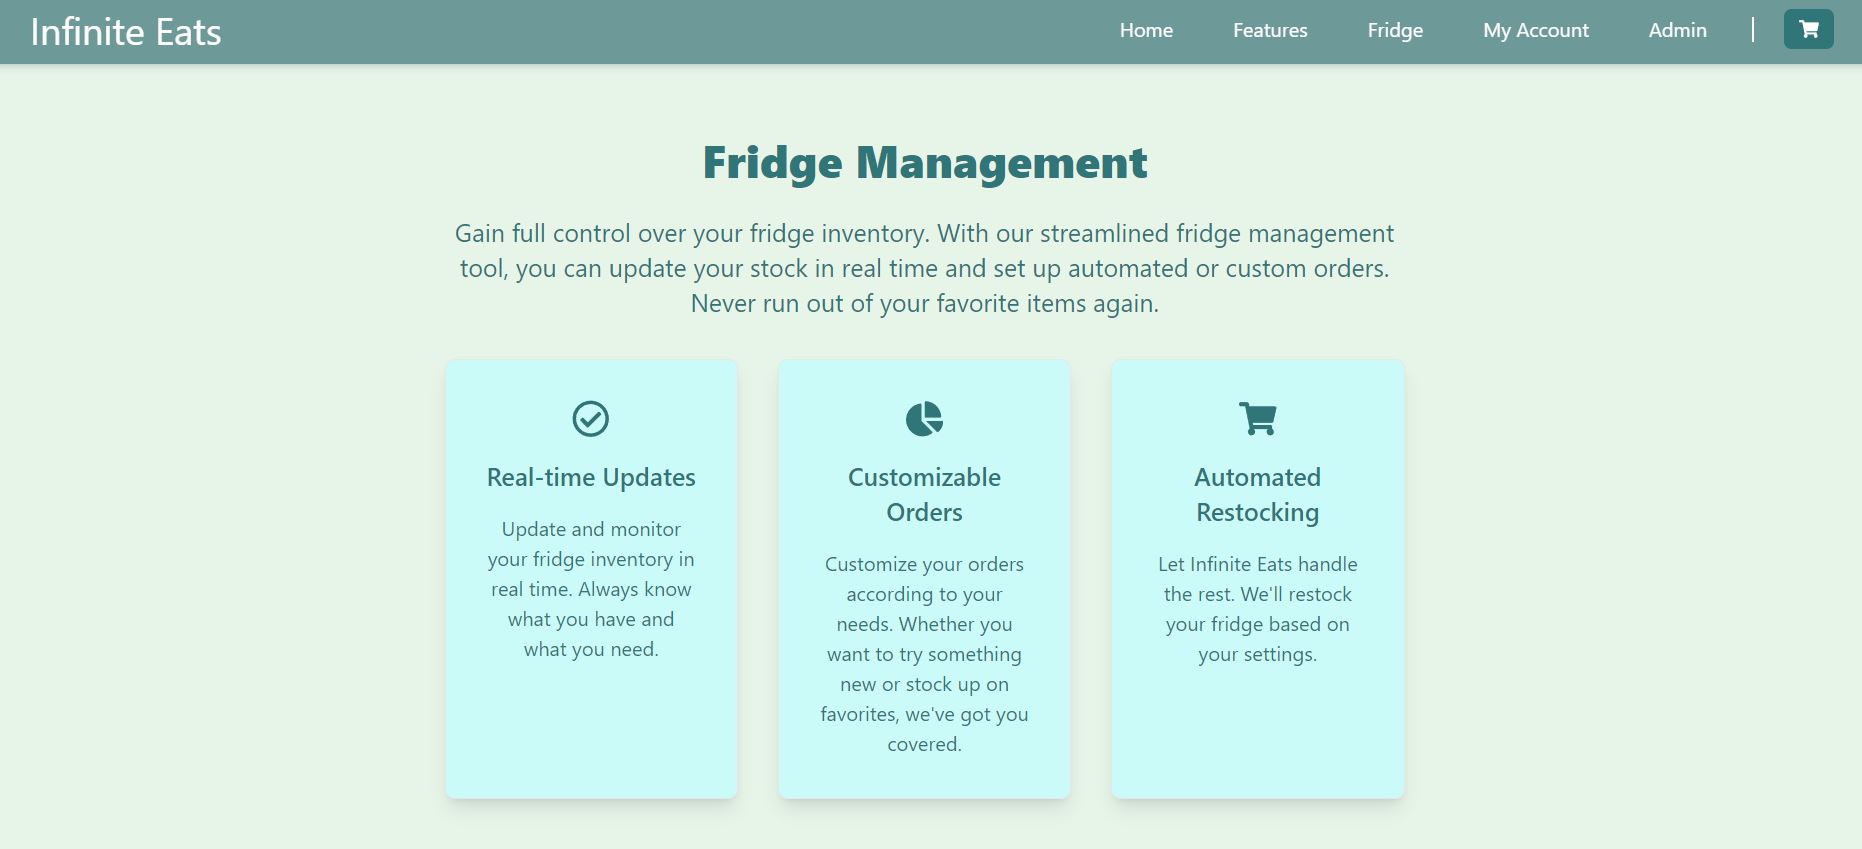 Infinite Eats
Home Features Fridge My Account Admin
Fridge Management
Gain full control over your fridge inventory. With our streamlined fridge management
tool, you can update your stock in real time and set up automated or custom orders.
Never run out of your favorite items again.
Real-time Updates
Update and monitor
your fridge inventory in
real time. Always know
what you have and
what you need.
Customizable
Orders
Customize your orders
according to your
needs. Whether you
want to try something
new or stock up on
favorites, we've got you
covered.
Automated
Restocking
Let Infinite Eats handle
the rest. We'll restock
your fridge based on
your settings.